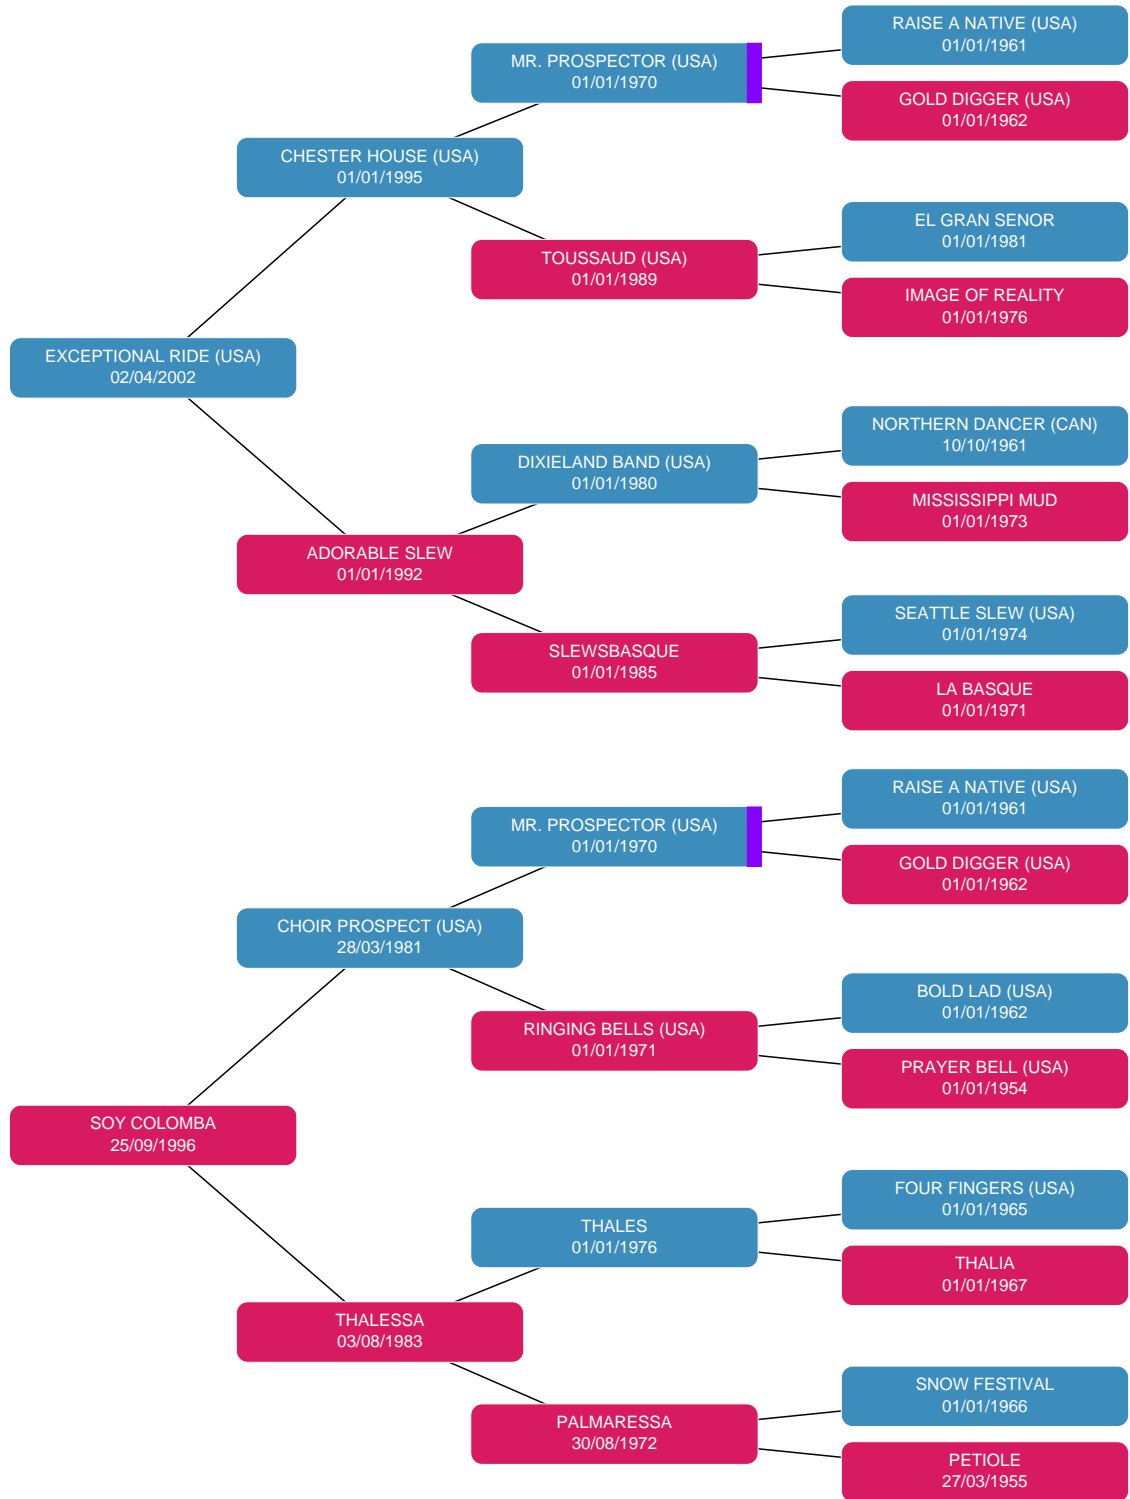 RAISE A NATIVE (USA)
01/01/1961
MR. PROSPECTOR (USA)
01/01/1970
GOLD DIGGER (USA)
01/01/1962
CHESTER HOUSE (USA)
01/01/1995
EL GRAN SENOR
01/01/1981
TOUSSAUD (USA)
01/01/1989
IMAGE OF REALITY
01/01/1976
EXCEPTIONAL RIDE (USA)
02/04/2002
NORTHERN DANCER (CAN)
10/10/1961
DIXIELAND BAND (USA)
01/01/1980
MISSISSIPPI MUD
01/01/1973
ADORABLE SLEW
01/01/1992
SEATTLE SLEW (USA)
01/01/1974
SLEWSBASQUE
01/01/1985
LA BASQUE
01/01/1971
RAISE A NATIVE (USA)
01/01/1961
MR. PROSPECTOR (USA)
01/01/1970
GOLD DIGGER (USA)
01/01/1962
CHOIR PROSPECT (USA)
28/03/1981
BOLD LAD (USA)
01/01/1962
RINGING BELLS (USA)
01/01/1971
PRAYER BELL (USA)
01/01/1954
SOY COLOMBA
25/09/1996
FOUR FINGERS (USA)
01/01/1965
THALES
01/01/1976
THALIA
01/01/1967
THALESSA
03/08/1983
SNOW FESTIVAL
01/01/1966
PALMARESSA
30/08/1972
PETIOLE
27/03/1955